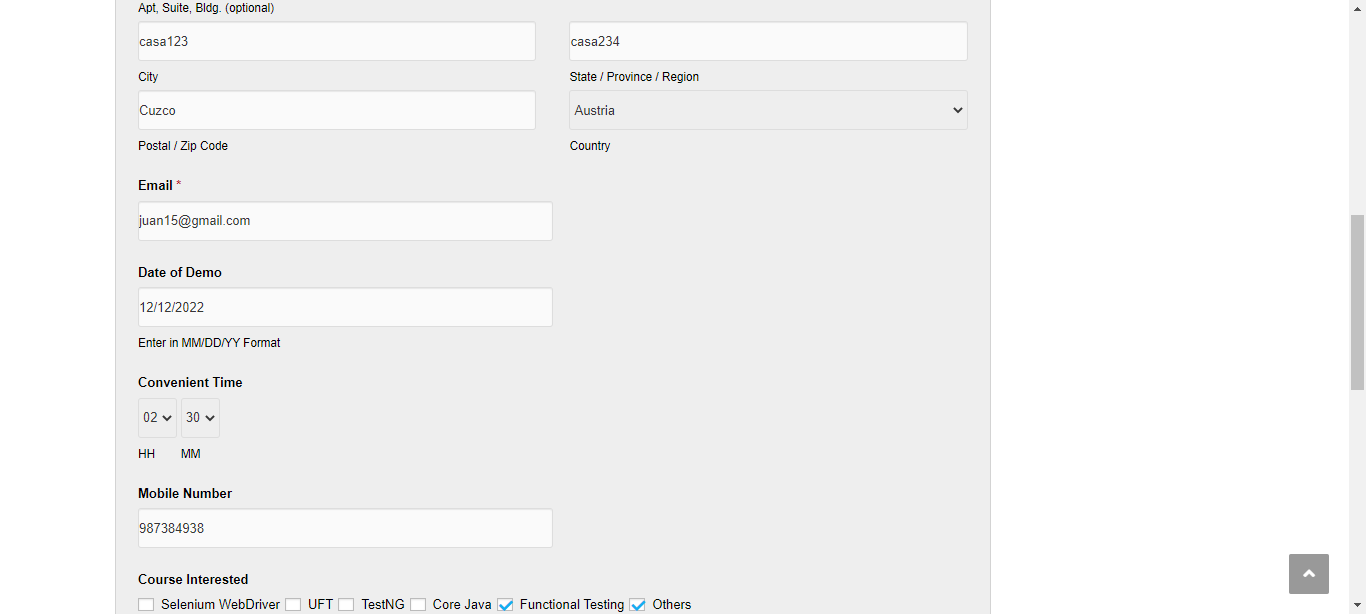 Apt, Suite, Bldg. (optional)
casa123 casa234
City State / Province / Region
Cuzco Austria
Postal / Zip Code Country
Email *
juan15@gmail.com
Date of Demo
12/12/2022
Enter in MM/DD/YY Format
Convenient Time
02 30
HH MM
Mobile Number
987384938
Course Interested
Selenium WebDriver UFT TestNG Core Java Functional Testing Others